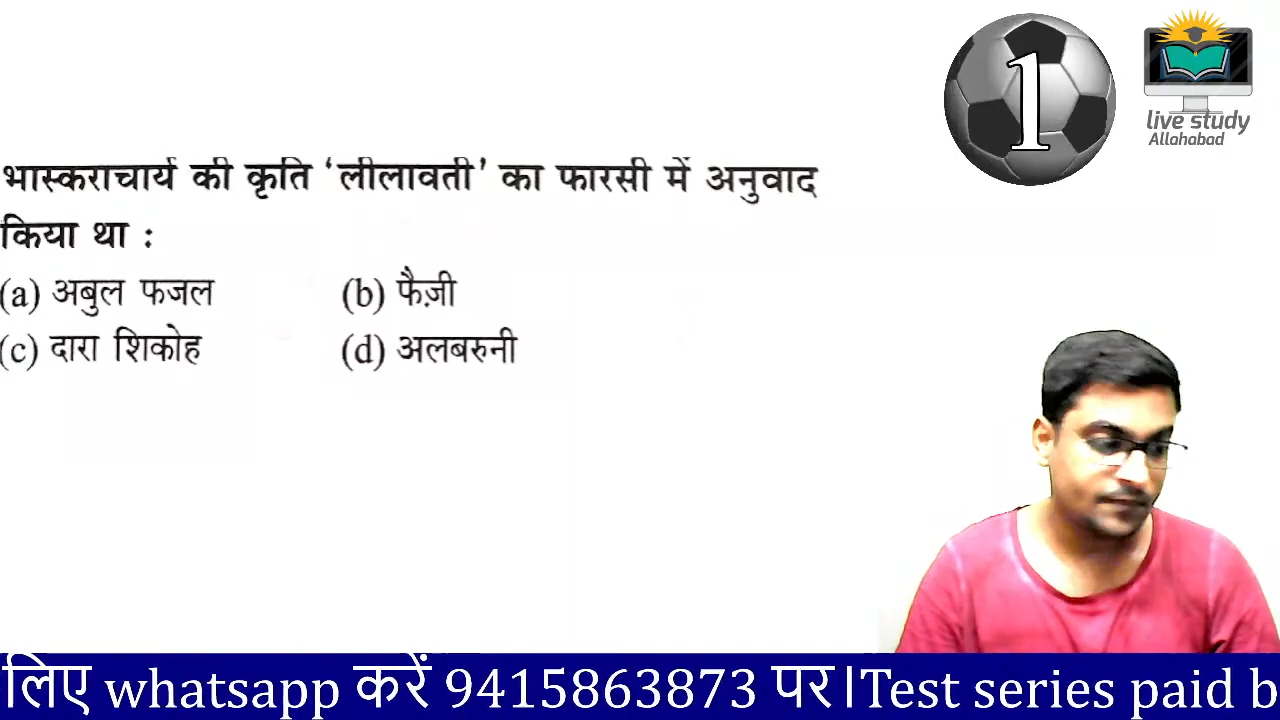 1
live study
Allahabad
भास्कराचार्य की कृति ‘लीलावती’ का फारसी में अनुवाद
किया था :
(a) अबुल फजल (b) फैज़ी
(c) दारा शिकोह (d) अलबरुनी
लिए whatsapp करें 9415863873 पर।Test series paid b